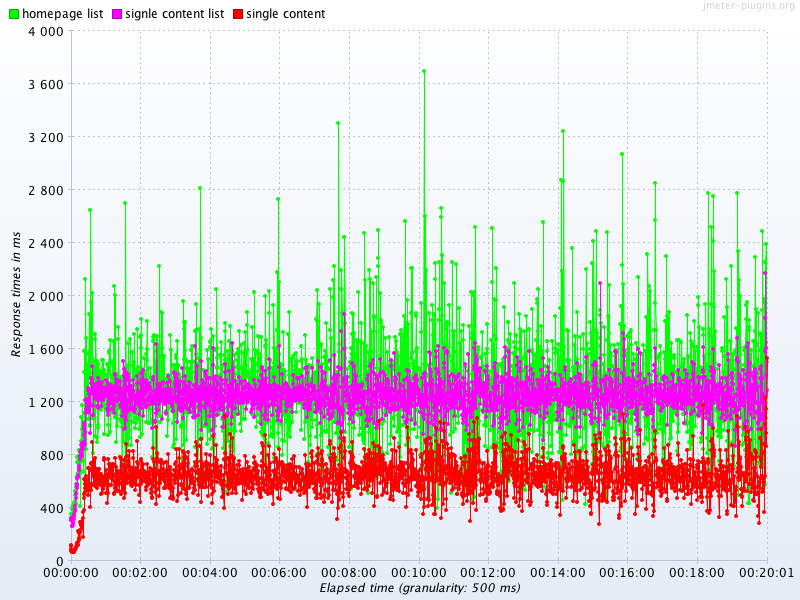 jmeter-plugins.org
homepage list signle content list single content
4 000
3 600
3 200
2 800
2 400
2 000
1 600
1 200
800
400
0
Response times in ms
00:00:00 00:02:00 00:04:00 00:06:00 00:08:00 00:10:00 00:12:00 00:14:00 00:16:00 00:18:00 00:20:01
Elapsed time (granularity: 500 ms)